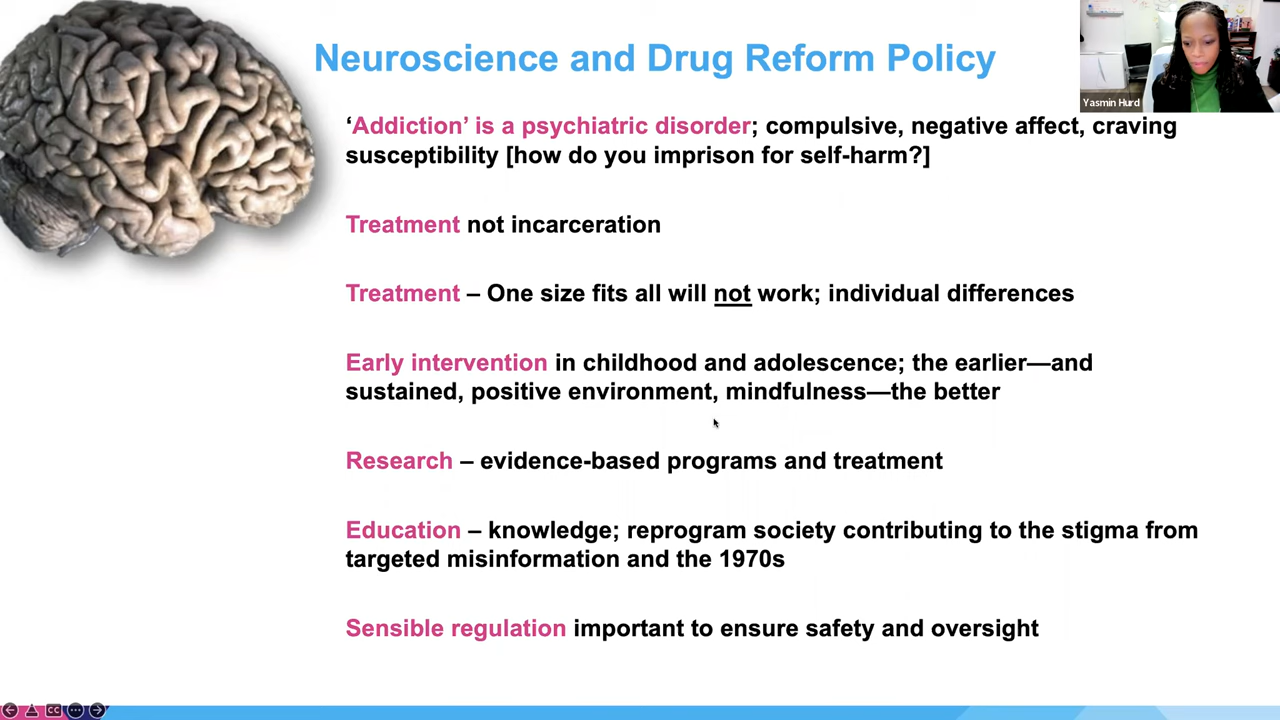 Neuroscience and Drug Reform Policy
Yasmin Hurd
‘Addiction’ is a psychiatric disorder; compulsive, negative affect, craving
susceptibility [how do you imprison for self-harm?]
Treatment not incarceration
Treatment – One size fits all will not work; individual differences
Early intervention in childhood and adolescence; the earlier—and
sustained, positive environment, mindfulness—the better
Research – evidence-based programs and treatment
Education – knowledge; reprogram society contributing to the stigma from
targeted misinformation and the 1970s
Sensible regulation important to ensure safety and oversight
CC